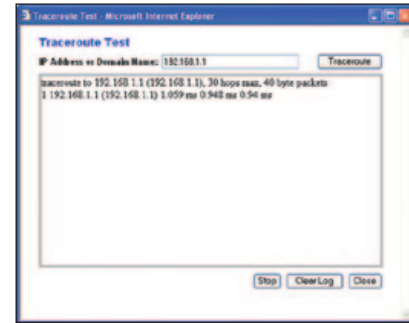 Traceroute Test - Microsoft Internet Explorer
Traceroute Test
IP Address or Domain Name: 192.168.1.1 Traceroute
traceroute to 192.168.1.1 (192.168.1.1), 30 hops max, 40 byte packets
1 192.168.1.1 (192.168.1.1) 1.059 ms 0.948 ms 0.94 ms
Stop Clear Log Close